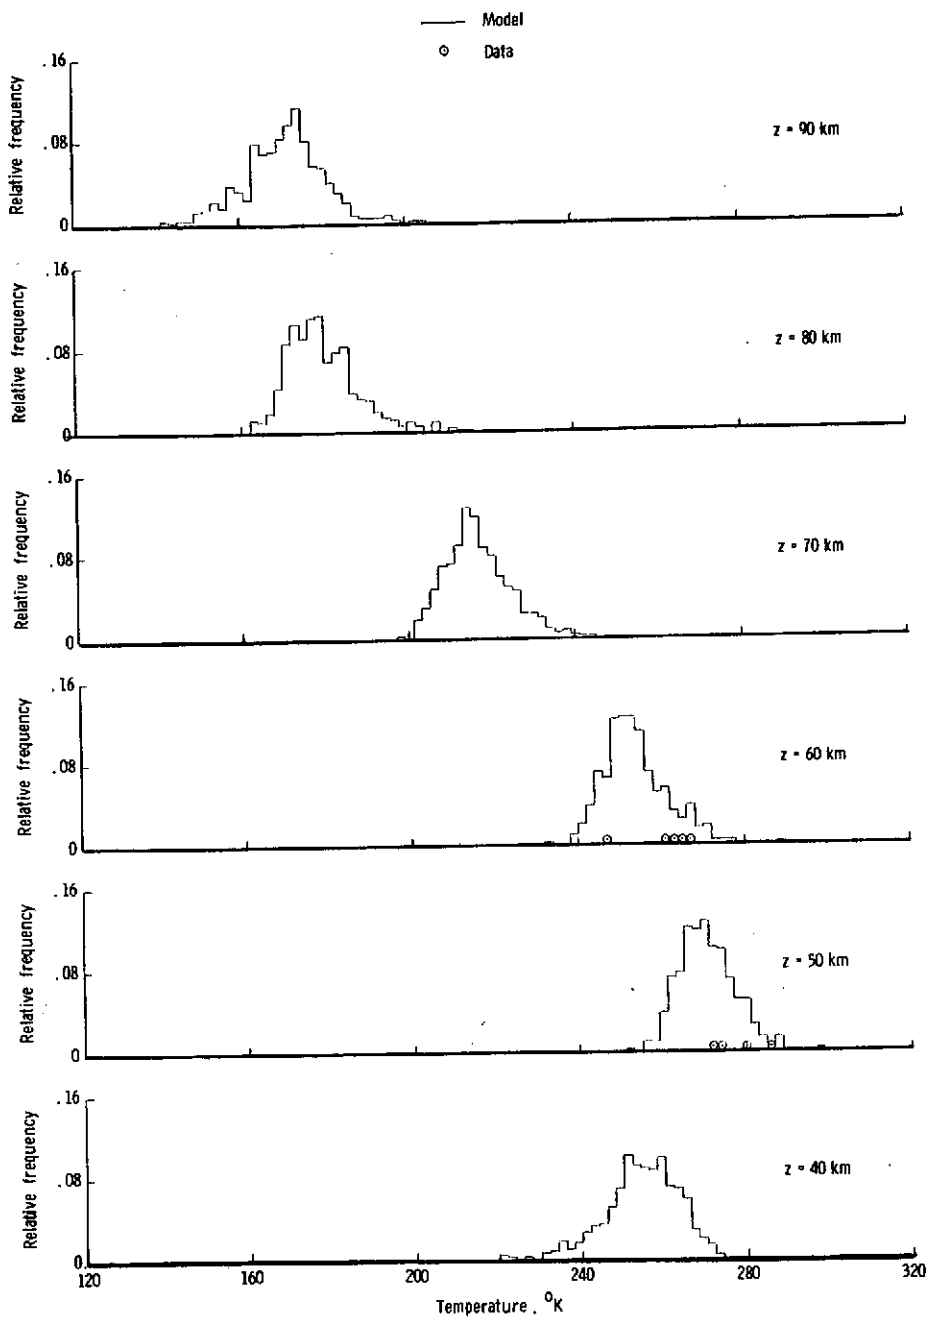 Model
Data
Relative frequency
.16
.08
0
z = 90 km
Relative frequency
.16
.08
0
z = 80 km
Relative frequency
.16
.08
0
z = 70 km
Relative frequency
.16
.08
0
z = 60 km
Relative frequency
.16
.08
0
z = 50 km
Relative frequency
.16
.08
0
z = 40 km
120 160 200 240 280 320
Temperature, °K